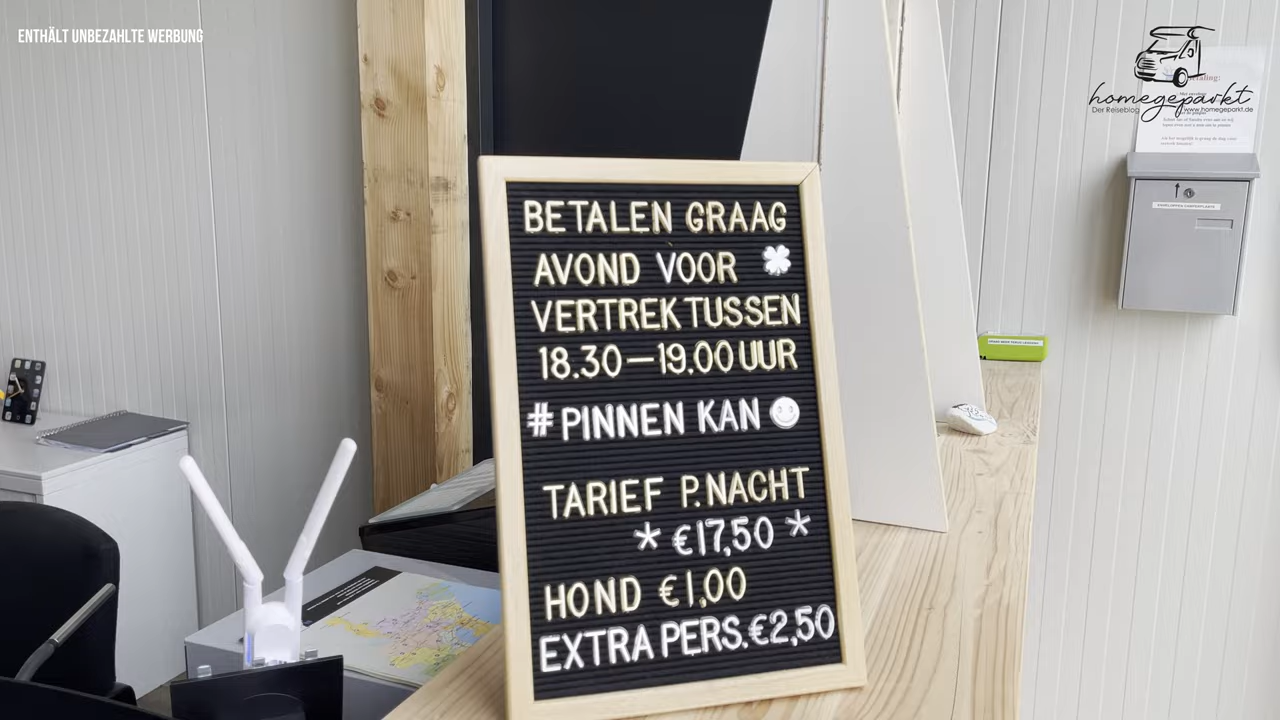 ENTHÄLT UNBEZAHLTE WERBUNG
homegeparkt
Der Reiseblog
www.homegeparkt.de
BETALEN GRAAG
AVOND VOOR
VERTREK TUSSEN
18.30—19.00 UUR
#PINNEN KAN
TARIEF P.NACHT
* €17,50 *
HOND €1,00
EXTRA PERS. €2,50